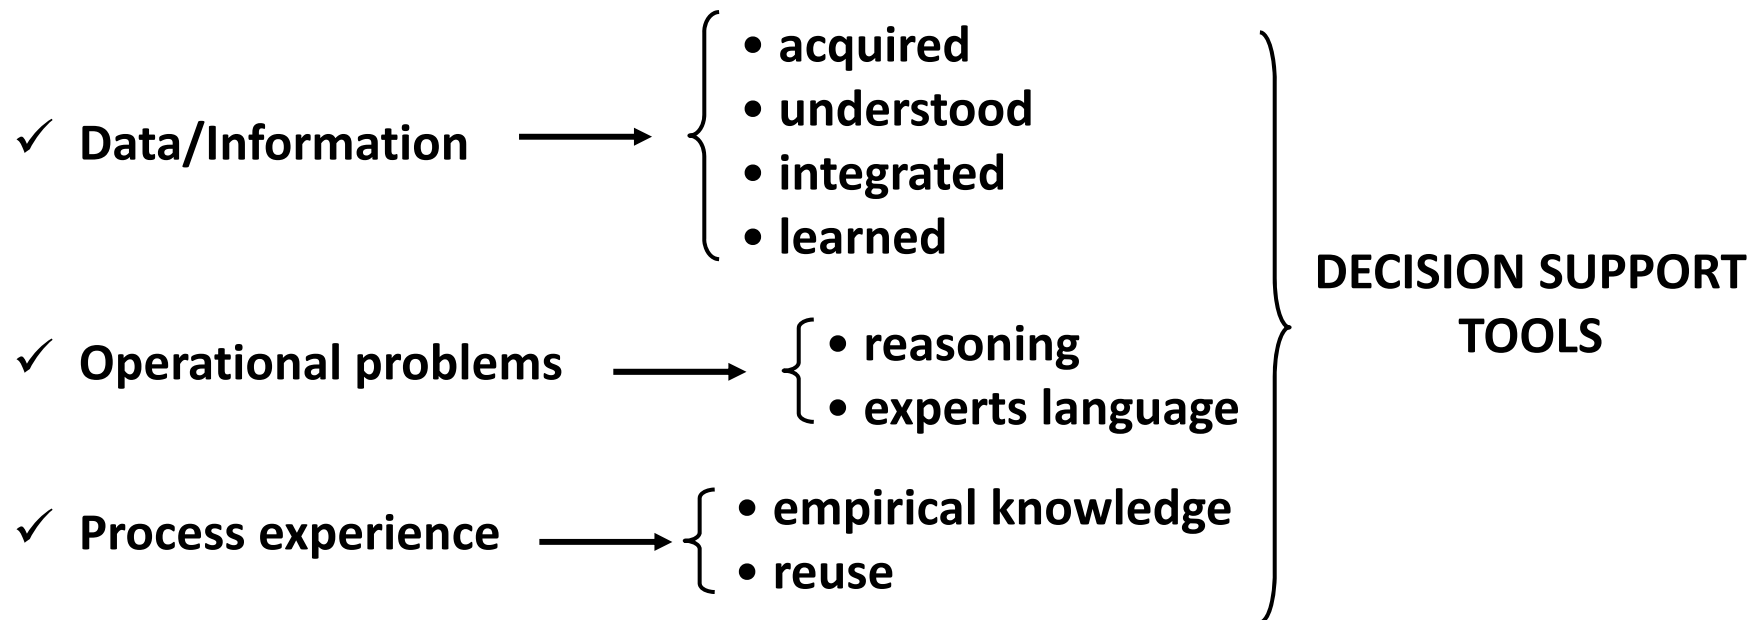 ✓ Data/Information
• acquired
• understood
• integrated
• learned
✓ Operational problems
• reasoning
• experts language
✓ Process experience
• empirical knowledge
• reuse
DECISION SUPPORT
TOOLS